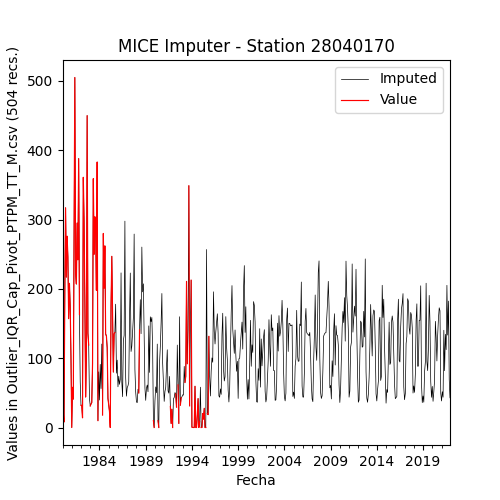 MICE Imputer - Station 28040170
Imputed
Value
Values in Outlier_IQR_Cap_Pivot_PTPM_TT_M.csv (504 recs.)
500
400
300
200
100
0
1984 1989 1994 1999 2004 2009 2014 2019
Fecha